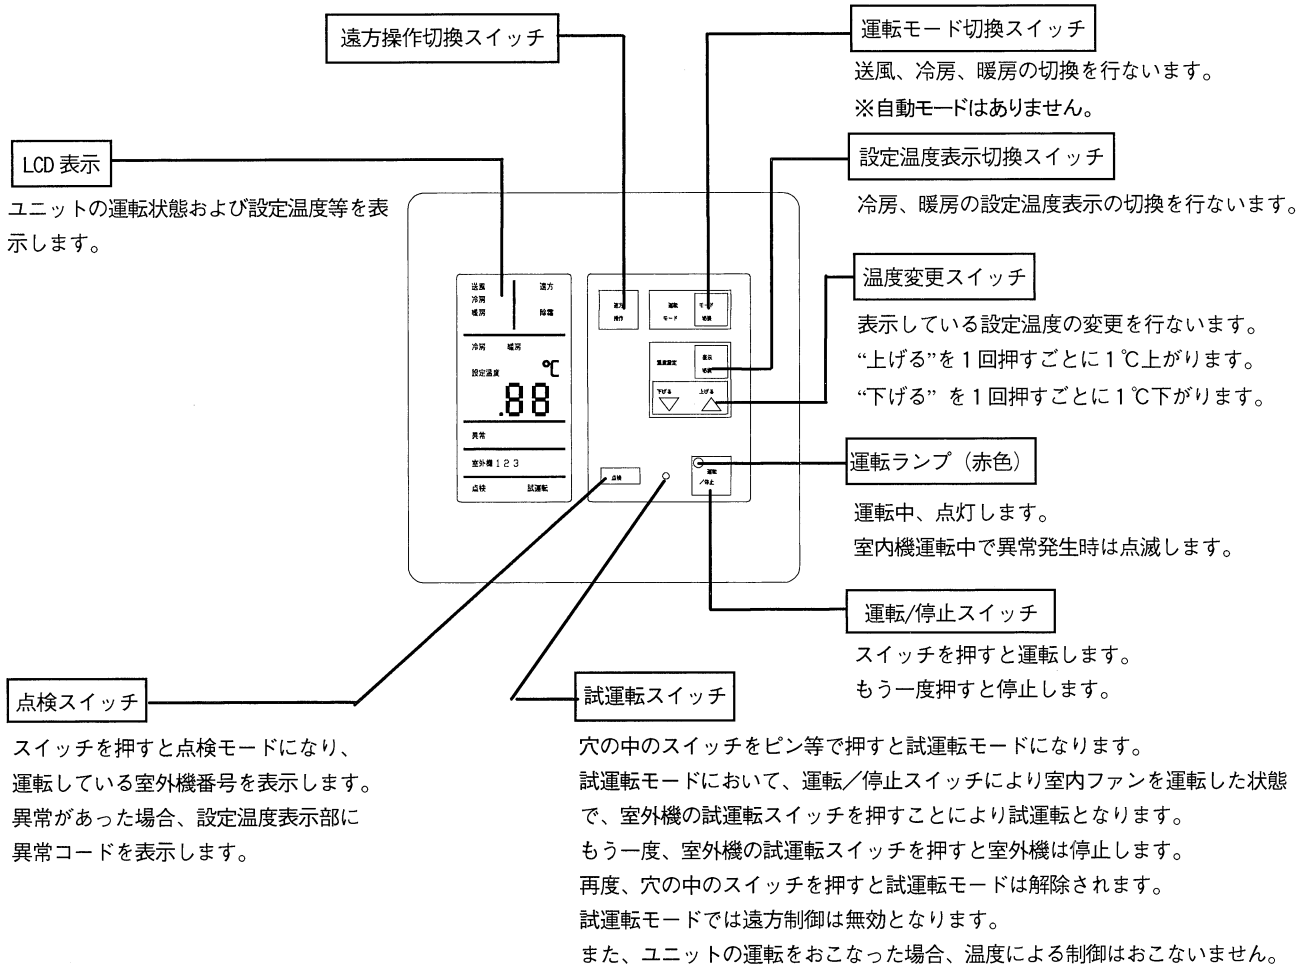 遠方操作切換スイッチ
運転モード切換スイッチ
送風、冷房、暖房の切換を行ないます。
※自動モードはありません。
LCD 表示
ユニットの運転状態および設定温度等を表
示します。
設定温度表示切換スイッチ
冷房、暖房の設定温度表示の切換を行ないます。
温度変更スイッチ
表示している設定温度の変更を行ないます。
“上げる”を1回押すごとに1℃上がります。
“下げる” を1回押すごとに1℃下がります。
送風 遠方
冷房
暖房 除霜
冷房 暖房
設定温度 ℃
.88
異常
室外機 1 2 3
点検 試運転
遠方
操作
運転
モード
モード
切換
温度設定
表示
切換
下げる 上げる
点検
運転
/停止
運転ランプ（赤色）
運転中、点灯します。
室内機運転中で異常発生時は点滅します。
運転/停止スイッチ
スイッチを押すと運転します。
もう一度押すと停止します。
点検スイッチ
スイッチを押すと点検モードになり、
運転している室外機番号を表示します。
異常があった場合、設定温度表示部に
異常コードを表示します。
試運転スイッチ
穴の中のスイッチをピン等で押すと試運転モードになります。
試運転モードにおいて、運転／停止スイッチにより室内ファンを運転した状態
で、室外機の試運転スイッチを押すことにより試運転となります。
もう一度、室外機の試運転スイッチを押すと室外機は停止します。
再度、穴の中のスイッチを押すと試運転モードは解除されます。
試運転モードでは遠方制御は無効となります。
また、ユニットの運転をおこなった場合、温度による制御はおこないません。